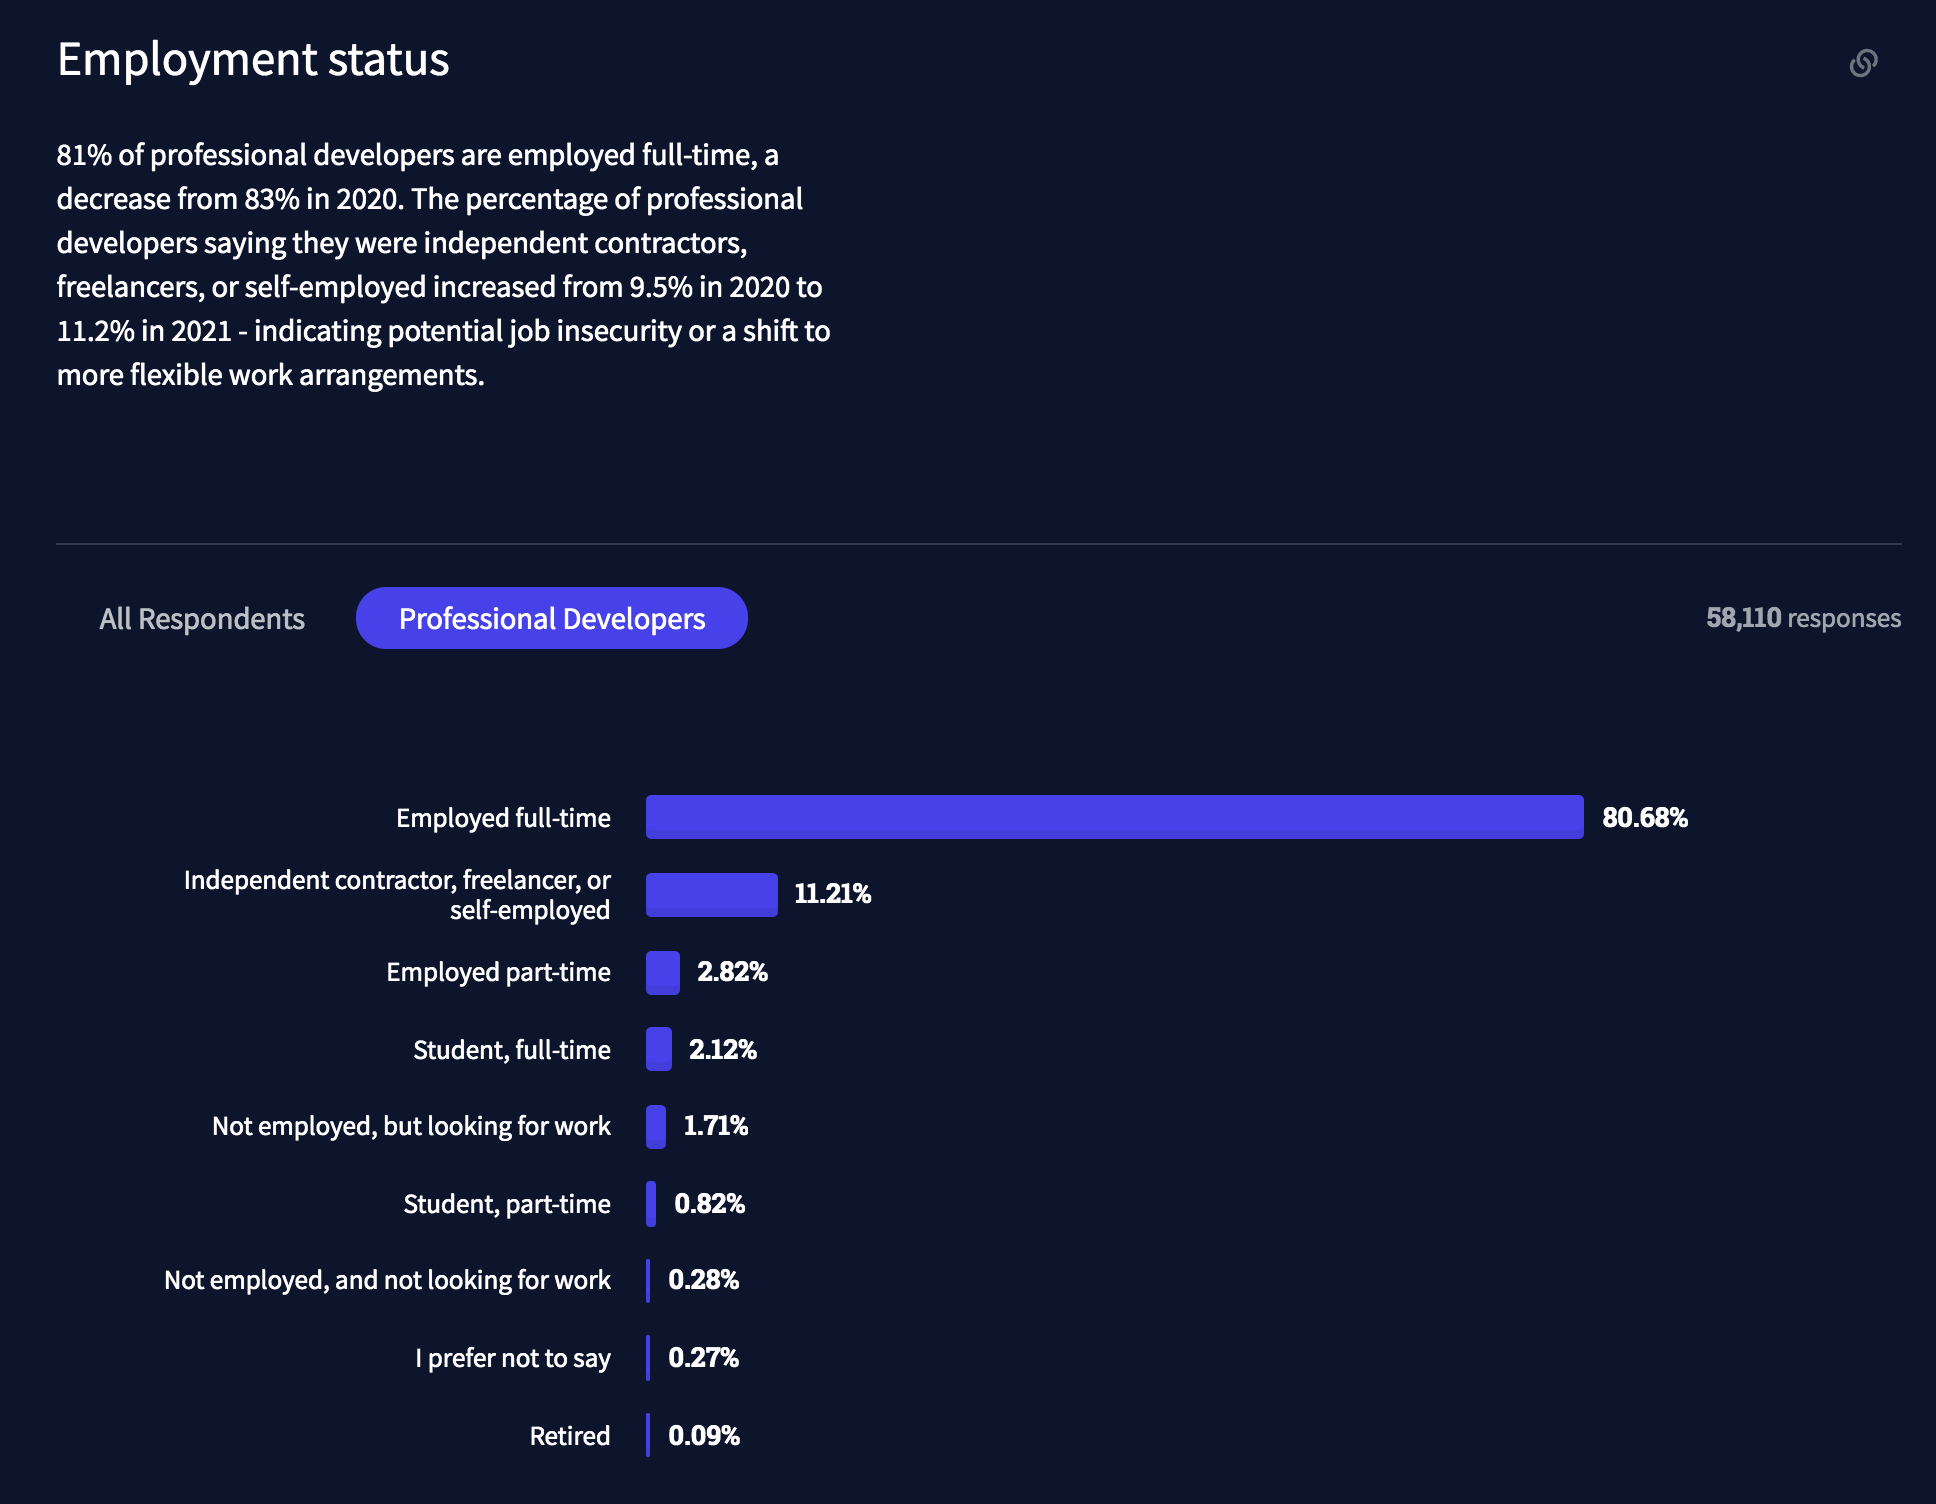 Employment status
81% of professional developers are employed full-time, a
decrease from 83% in 2020. The percentage of professional
developers saying they were independent contractors,
freelancers, or self-employed increased from 9.5% in 2020 to
11.2% in 2021 - indicating potential job insecurity or a shift to
more flexible work arrangements.
All Respondents Professional Developers 58,110 responses
Employed full-time 80.68%
Independent contractor, freelancer, or
self-employed 11.21%
Employed part-time 2.82%
Student, full-time 2.12%
Not employed, but looking for work 1.71%
Student, part-time 0.82%
Not employed, and not looking for work 0.28%
I prefer not to say 0.27%
Retired 0.09%